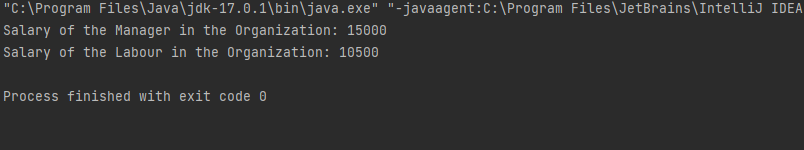 "C:\Program Files\Java\jdk-17.0.1\bin\java.exe" "-javaagent:C:\Program Files\JetBrains\IntelliJ IDEA
Salary of the Manager in the Organization: 15000
Salary of the Labour in the Organization: 10500
Process finished with exit code 0